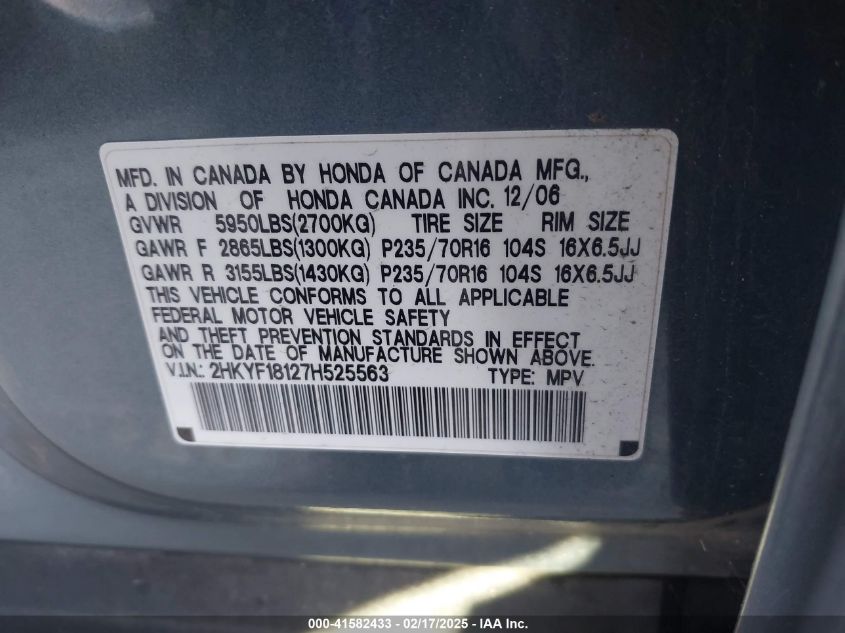 MFD. IN CANADA BY HONDA OF CANADA MFG.,
A DIVISION OF HONDA CANADA INC. 12/06
GVWR 5950LBS(2700KG) TIRE SIZE RIM SIZE
GAWR F 2865LBS(1300KG) P235/70R16 104S 16X6.5JJ
GAWR R 3155LBS(1430KG) P235/70R16 104S 16X6.5JJ
THIS VEHICLE CONFORMS TO ALL APPLICABLE
FEDERAL MOTOR VEHICLE SAFETY
AND THEFT PREVENTION STANDARDS IN EFFECT
ON THE DATE OF MANUFACTURE SHOWN ABOVE.
V.I.N.: 2HKYF18127H525563 TYPE: MPV
000-41582433 - 02/17/2025 - IAA Inc.